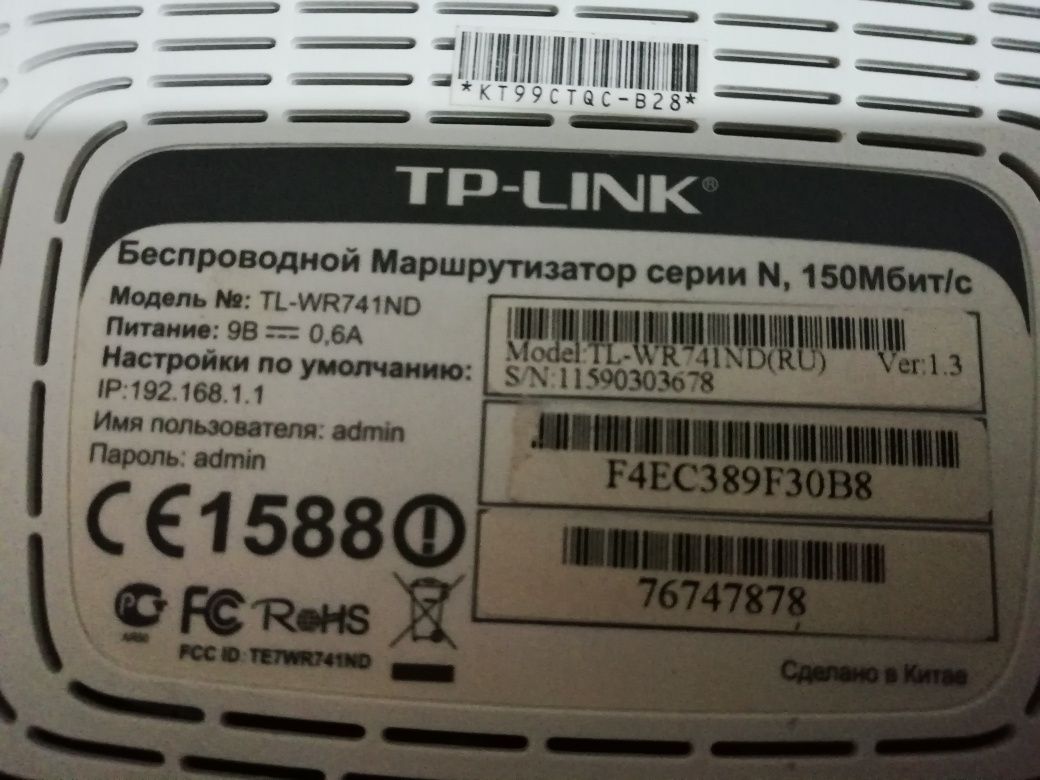 *KT99CTQC-B28*
TP-LINK®
Беспроводной Маршрутизатор серии N, 150Мбит/с
Модель №: TL-WR741ND
Питание: 9В ⎓ 0,6А
Настройки по умолчанию:
IP:192.168.1.1
Имя пользователя: admin
Пароль: admin
Model:TL-WR741ND(RU) Ver:1.3
S/N:11590303678
F4EC389F30B8
76747878
CE1588
FC RoHS
FCC ID: TE7WR741ND
Сделано в Китае